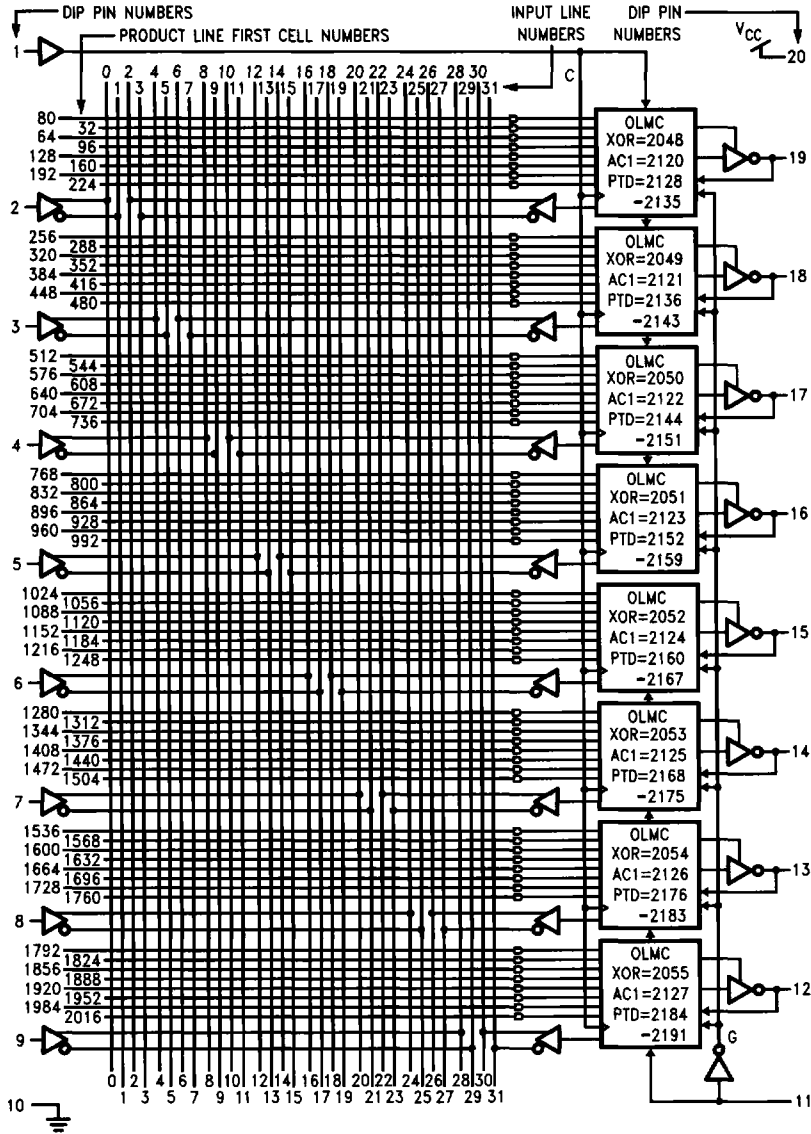 DIP PIN NUMBERS
INPUT LINE NUMBERS
DIP PIN NUMBERS
PRODUCT LINE FIRST CELL NUMBERS
VCC
1
20
C
0 2 4 6 8 10 12 14 16 18 20 22 24 26 28 30
1 3 5 7 9 11 13 15 17 19 21 23 25 27 29 31
80
32
64
96
128
160
192
224
OLMC
XOR=2048
AC1=2120
PTD=2128
-2135
19
2
256
288
320
352
384
416
448
480
OLMC
XOR=2049
AC1=2121
PTD=2136
-2143
18
3
512
544
576
608
640
672
704
736
OLMC
XOR=2050
AC1=2122
PTD=2144
-2151
17
4
768
800
832
864
896
928
960
992
OLMC
XOR=2051
AC1=2123
PTD=2152
-2159
16
5
1024
1056
1088
1120
1152
1184
1216
1248
OLMC
XOR=2052
AC1=2124
PTD=2160
-2167
15
6
1280
1312
1344
1376
1408
1440
1472
1504
OLMC
XOR=2053
AC1=2125
PTD=2168
-2175
14
7
1536
1568
1600
1632
1664
1696
1728
1760
OLMC
XOR=2054
AC1=2126
PTD=2176
-2183
13
8
1792
1824
1856
1888
1920
1952
1984
2016
OLMC
XOR=2055
AC1=2127
PTD=2184
-2191
12
9
G
0 2 4 6 8 10 12 14 16 18 20 22 24 26 28 30
1 3 5 7 9 11 13 15 17 19 21 23 25 27 29 31
10
11